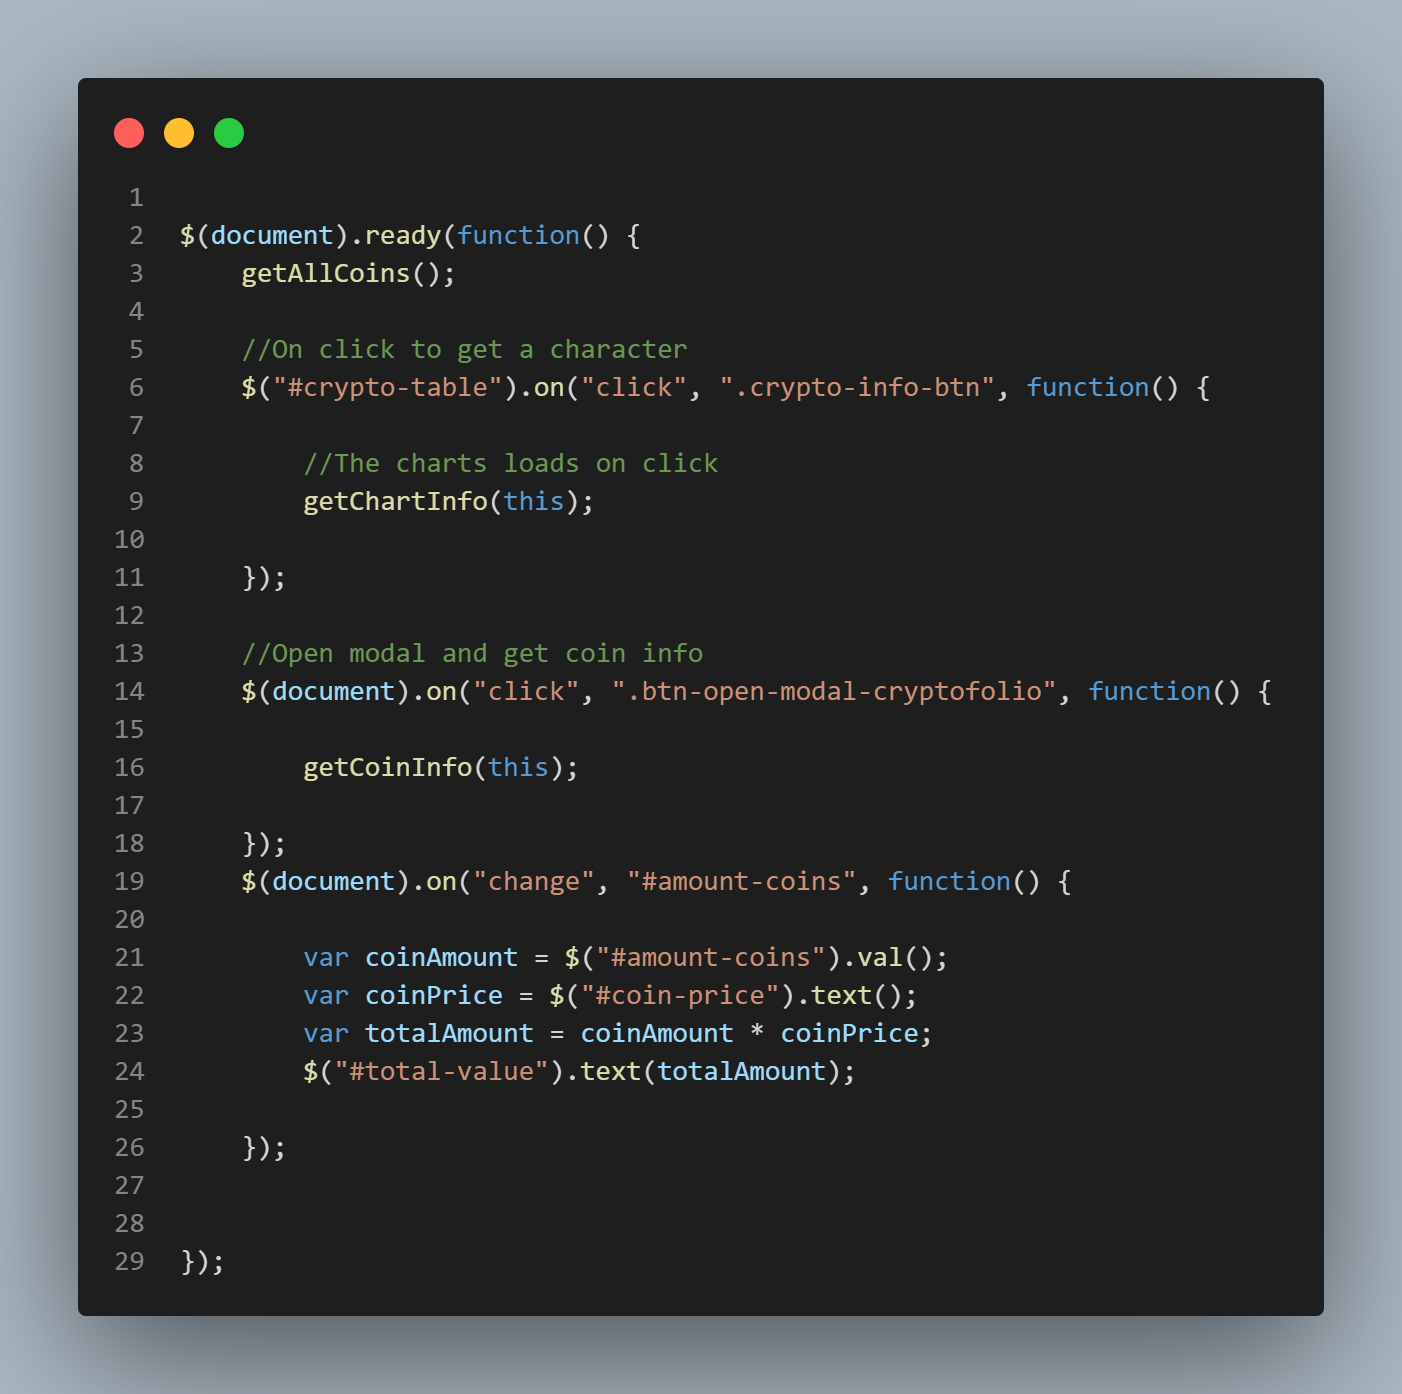 1
2 $(document).ready(function() {
3     getAllCoins();
4
5     //On click to get a character
6     $("#crypto-table").on("click", ".crypto-info-btn", function() {
7
8         //The charts loads on click
9         getChartInfo(this);
10
11     });
12
13     //Open modal and get coin info
14     $(document).on("click", ".btn-open-modal-cryptofolio", function() {
15
16         getCoinInfo(this);
17
18     });
19     $(document).on("change", "#amount-coins", function() {
20
21         var coinAmount = $("#amount-coins").val();
22         var coinPrice = $("#coin-price").text();
23         var totalAmount = coinAmount * coinPrice;
24         $("#total-value").text(totalAmount);
25
26     });
27
28
29 });